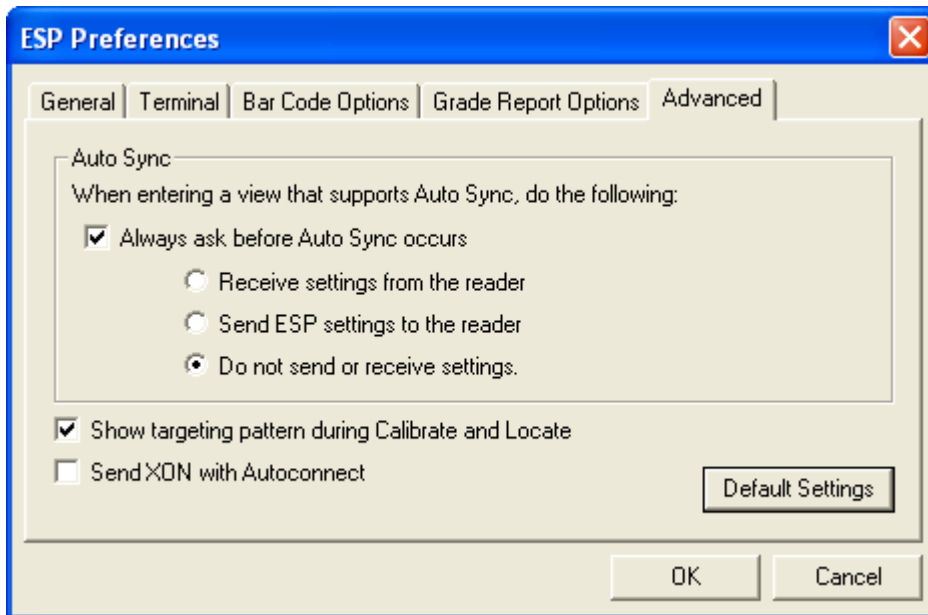 ESP Preferences
General Terminal Bar Code Options Grade Report Options Advanced
Auto Sync
When entering a view that supports Auto Sync, do the following:
Always ask before Auto Sync occurs
Receive settings from the reader
Send ESP settings to the reader
Do not send or receive settings.
Show targeting pattern during Calibrate and Locate
Send XON with Autoconnect
Default Settings
OK Cancel